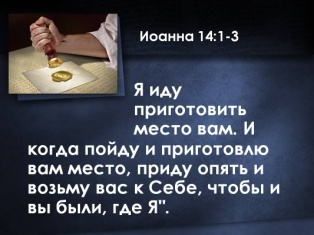 Иоанна 14:1-3
Я иду
приготовить
место вам. И
когда пойду и приготовлю
вам место, приду опять и
возьму вас к Себе, чтобы и
вы были, где Я".